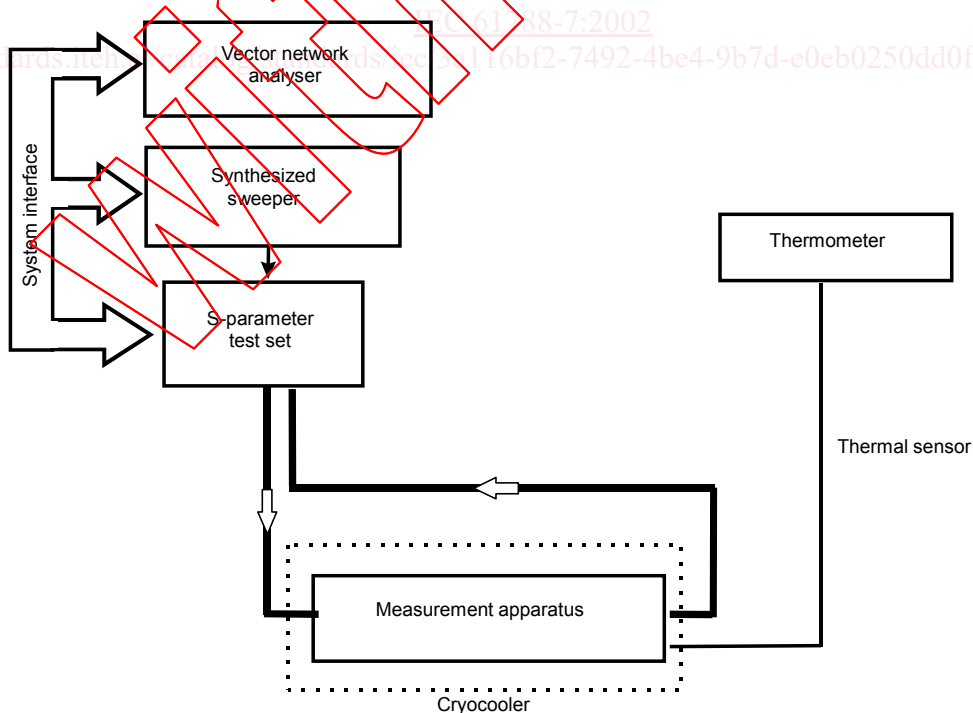 IEC 61788-7:2002
Vector network
analyser
Synthesized
sweeper
System interface
Thermometer
S-parameter
test set
Thermal sensor
Measurement apparatus
Cryocooler